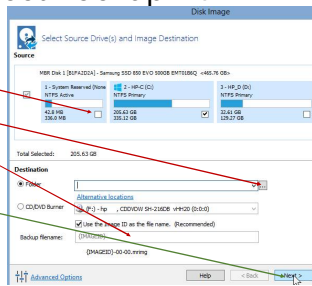 Disk Image
Select Source Drive(s) and Image Destination
Source
MBR Disk 1 [B1FA2D2A] - Samsung SSD 850 EVO 500GB EMT01B6Q <465.76 GB>
1 - System Reserved (None
NTFS Active
42.8 MB
336.0 MB
2 - HP-C (C:)
NTFS Primary
205.63 GB
335.12 GB
3 - HP_D (D:)
NTFS Primary
32.61 GB
129.27 GB
Total Selected: 205.63 GB
Destination
Folder
Alternative locations
CD/DVD Burner
(F:) - hp , CDDVDW SH-216DB vHH20 (0:0:0)
Use the Image ID as the file name. (Recommended)
Backup filename: {IMAGEID}
{IMAGEID}-00-00.mrimg
Advanced Options
Help
< Back
Next >